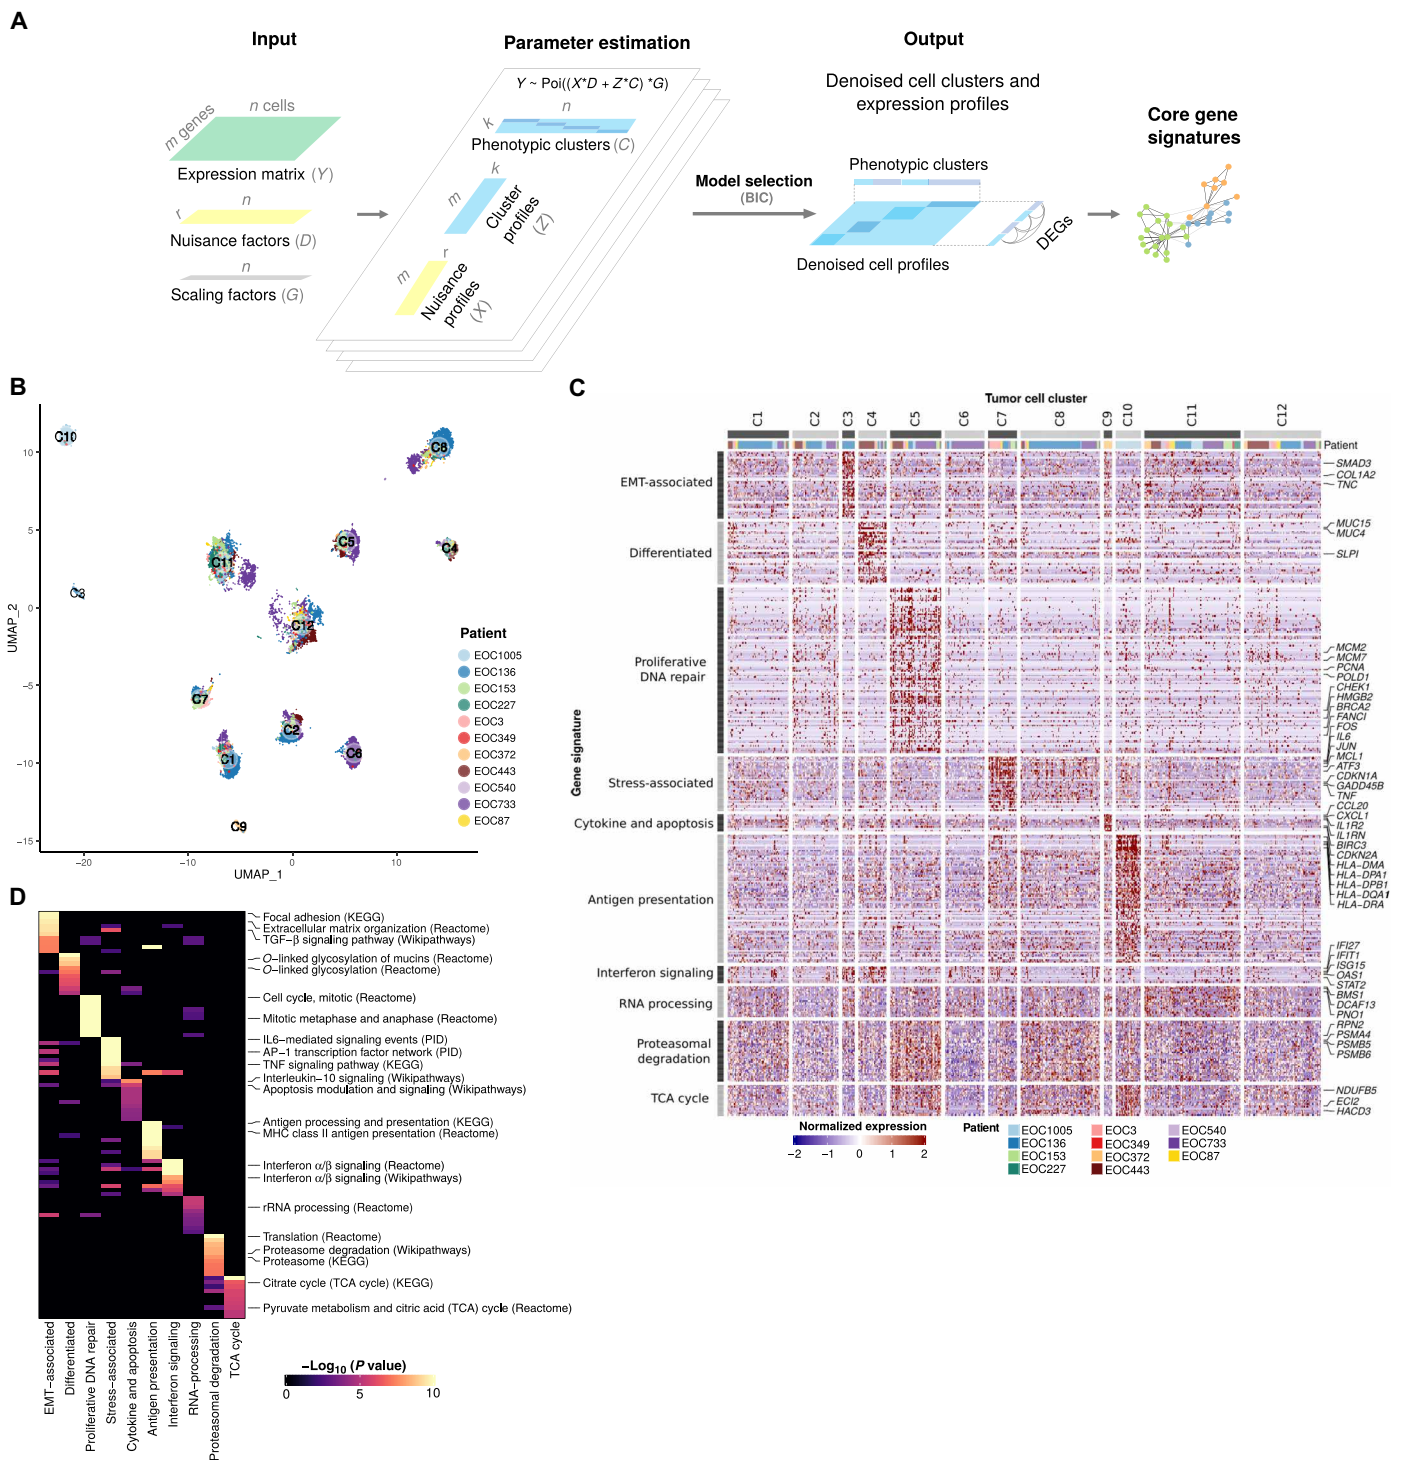 A
Input
Parameter estimation
Output
Y ~ Poi((X*D + Z*C) *G)
Denoised cell clusters and
expression profiles
Core gene
signatures
n cells
m genes
Expression matrix (Y)
n
r
Nuisance factors (D)
n
Scaling factors (G)
n
k
Phenotypic clusters (C)
k
m
Cluster
profiles
(Z)
r
m
Nuisance
profiles
(X)
Model selection
(BIC)
Phenotypic clusters
DEGs
Denoised cell profiles
B
UMAP_2
10
5
0
−5
−10
−15
−20
−10
0
10
UMAP_1
C10
C8
C5
C4
C11
C3
C12
C7
C2
C1
C6
C9
Patient
EOC1005
EOC136
EOC153
EOC227
EOC3
EOC349
EOC372
EOC443
EOC540
EOC733
EOC87
C
Tumor cell cluster
C1
C2
C3
C4
C5
C6
C7
C8
C9
C10
C11
C12
Patient
Gene signature
EMT-associated
Differentiated
Proliferative
DNA repair
Stress-associated
Cytokine and apoptosis
Antigen presentation
Interferon signaling
RNA processing
Proteasomal
degradation
TCA cycle
SMAD3
COL1A2
TNC
MUC15
MUC4
SLPI
MCM2
MCM7
PCNA
POLD1
CHEK1
HMGB2
BRCA2
FANCI
FOS
IL6
JUN
MCL1
ATF3
CDKN1A
GADD45B
TNF
CCL20
CXCL1
IL1R2
IL1RN
BIRC3
CDKN2A
HLA−DMA
HLA−DPA1
HLA−DPB1
HLA−DQA1
HLA−DRA
IFI27
IFIT1
ISG15
OAS1
STAT2
BMS1
DCAF13
PNO1
RPN2
PSMA4
PSMB5
PSMB6
NDUFB5
ECI2
HACD3
Normalized expression
−2
−1
0
1
2
Patient
EOC1005
EOC136
EOC153
EOC227
EOC3
EOC349
EOC372
EOC443
EOC540
EOC733
EOC87
D
Focal adhesion (KEGG)
Extracellular matrix organization (Reactome)
TGF−β signaling pathway (Wikipathways)
O−linked glycosylation of mucins (Reactome)
O−linked glycosylation (Reactome)
Cell cycle, mitotic (Reactome)
Mitotic metaphase and anaphase (Reactome)
IL6−mediated signaling events (PID)
AP−1 transcription factor network (PID)
TNF signaling pathway (KEGG)
Interleukin−10 signaling (Wikipathways)
Apoptosis modulation and signaling (Wikipathways)
Antigen processing and presentation (KEGG)
MHC class II antigen presentation (Reactome)
Interferon α/β signaling (Reactome)
Interferon α/β signaling (Wikipathways)
rRNA processing (Reactome)
Translation (Reactome)
Proteasome degradation (Wikipathways)
Proteasome (KEGG)
Citrate cycle (TCA cycle) (KEGG)
Pyruvate metabolism and citric acid (TCA) cycle (Reactome)
EMT−associated
Differentiated
Proliferative DNA repair
Stress−associated
Cytokine and apoptosis
Antigen presentation
Interferon signaling
RNA−processing
Proteasomal degradation
TCA cycle
−Log10 (P value)
0
5
10